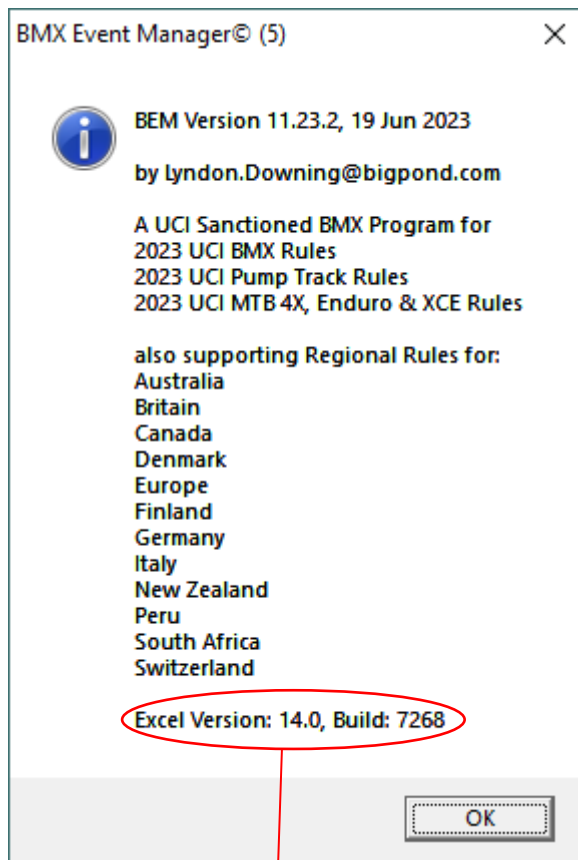 BMX Event Manager© (5)
BEM Version 11.23.2, 19 Jun 2023
by Lyndon.Downing@bigpond.com
A UCI Sanctioned BMX Program for
2023 UCI BMX Rules
2023 UCI Pump Track Rules
2023 UCI MTB 4X, Enduro & XCE Rules
also supporting Regional Rules for:
Australia
Britain
Canada
Denmark
Europe
Finland
Germany
Italy
New Zealand
Peru
South Africa
Switzerland
Excel Version: 14.0, Build: 7268
OK